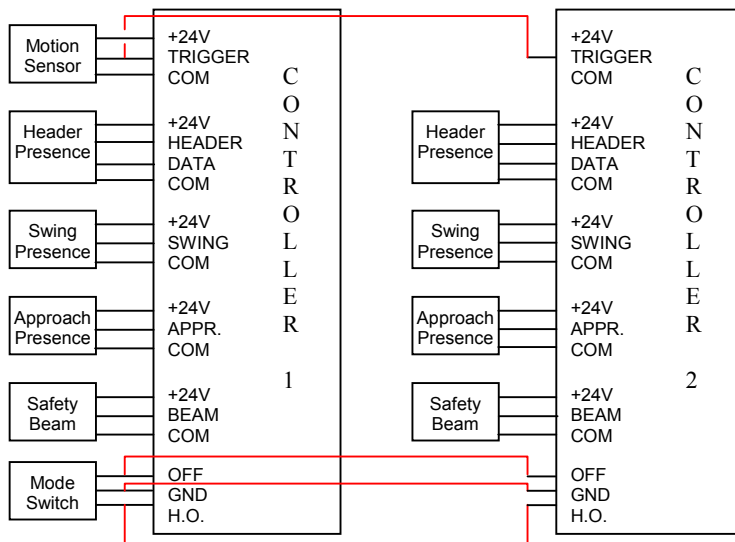 Motion
Sensor
+24V
TRIGGER
COM
Header
Presence
+24V
HEADER
DATA
COM
Swing
Presence
+24V
SWING
COM
Approach
Presence
+24V
APPR.
COM
Safety
Beam
+24V
BEAM
COM
Mode
Switch
OFF
GND
H.O.
C
O
N
T
R
O
L
L
E
R
1
+24V
TRIGGER
COM
Header
Presence
+24V
HEADER
DATA
COM
Swing
Presence
+24V
SWING
COM
Approach
Presence
+24V
APPR.
COM
Safety
Beam
+24V
BEAM
COM
OFF
GND
H.O.
C
O
N
T
R
O
L
L
E
R
2